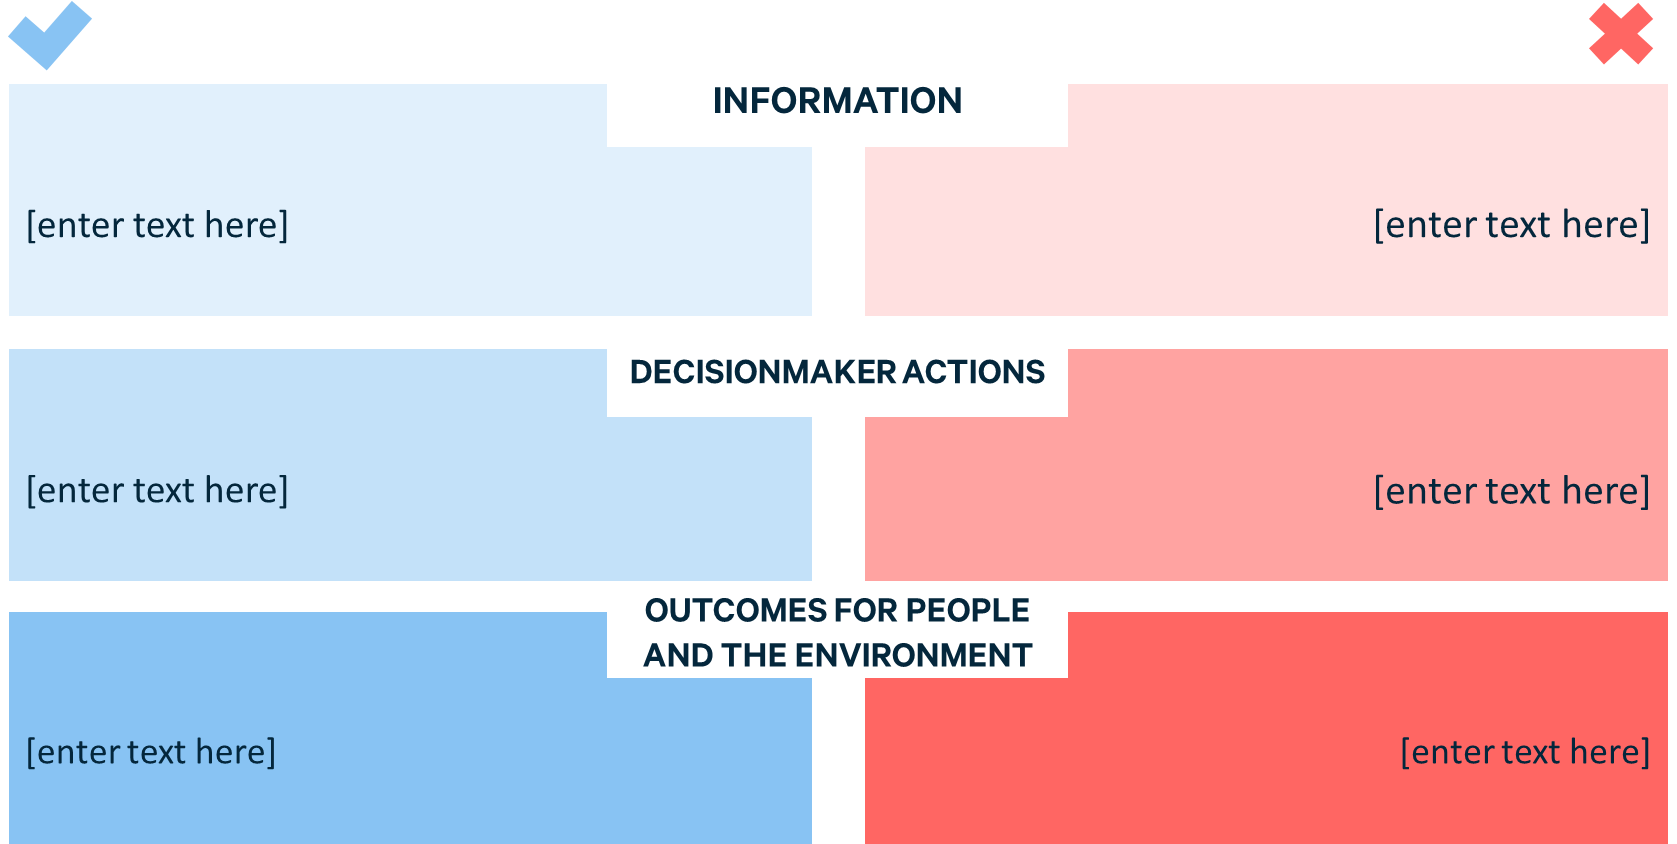 INFORMATION
[enter text here]
[enter text here]
DECISIONMAKER ACTIONS
[enter text here]
[enter text here]
OUTCOMES FOR PEOPLE
AND THE ENVIRONMENT
[enter text here]
[enter text here]